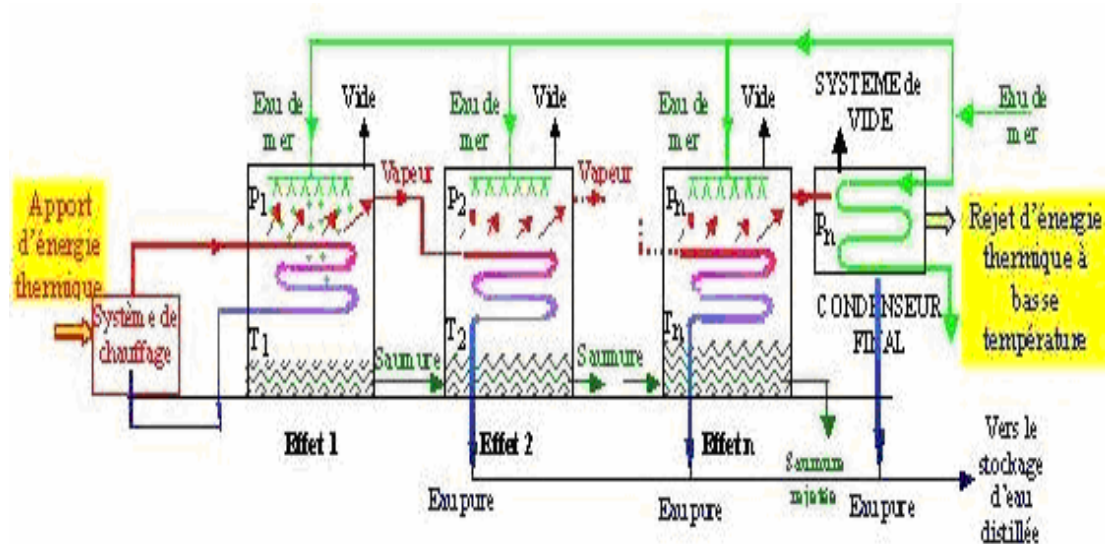 SYSTEME de
VIDE
Eau de
mer
Vide
Eau de
mer
Vide
Eau de
mer
Vide
Eau de
mer
Apport
d'énergie
thermique
P1
Vapeur
P2
Vapeur
Pn
Pn
Rejet d'énergie
thermique à
basse
température
Système de
chauffage
T1
T2
Tn
CONDENSEUR
FINAL
Saumure
Saumure
Effet 1
Effet 2
Effet n
Eau pure
Eau pure
Eau pure
Vers le
stockage
d'eau
distillée